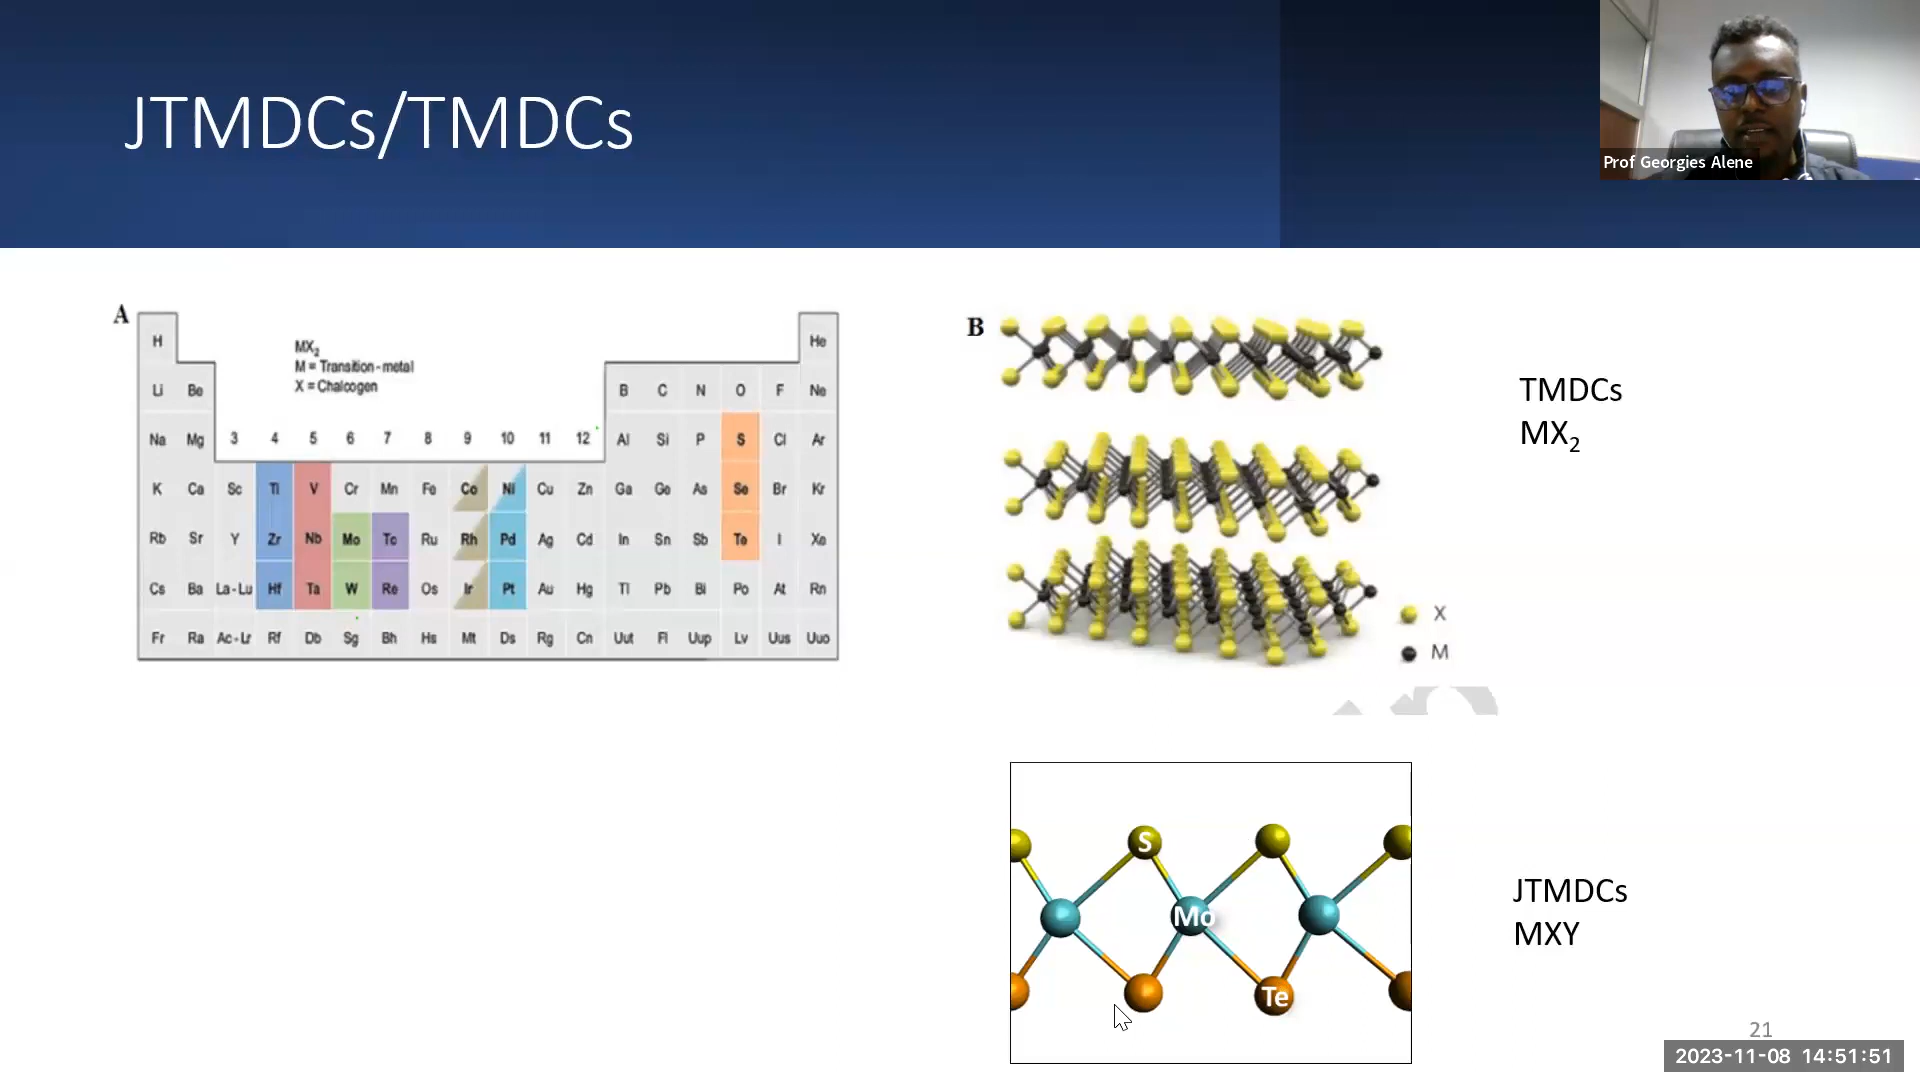 JTMDCs/TMDCs
Prof Georgies Alene
A
H He
MX2
M = Transition-metal
X = Chalcogen
Li Be B C N O F Ne
Na Mg 3 4 5 6 7 8 9 10 11 12 Al Si P S Cl Ar
K Ca Sc Ti V Cr Mn Fe Co Ni Cu Zn Ga Ge As Se Br Kr
Rb Sr Y Zr Nb Mo Tc Ru Rh Pd Ag Cd In Sn Sb Te I Xe
Cs Ba La-Lu Hf Ta W Re Os Ir Pt Au Hg Tl Pb Bi Po At Rn
Fr Ra Ac-Lr Rf Db Sg Bh Hs Mt Ds Rg Cn Uut Fl Uup Lv Uus Uuo
B
X
M
TMDCs
MX2
S
Mo
Te
JTMDCs
MXY
21
2023-11-08 14:51:51